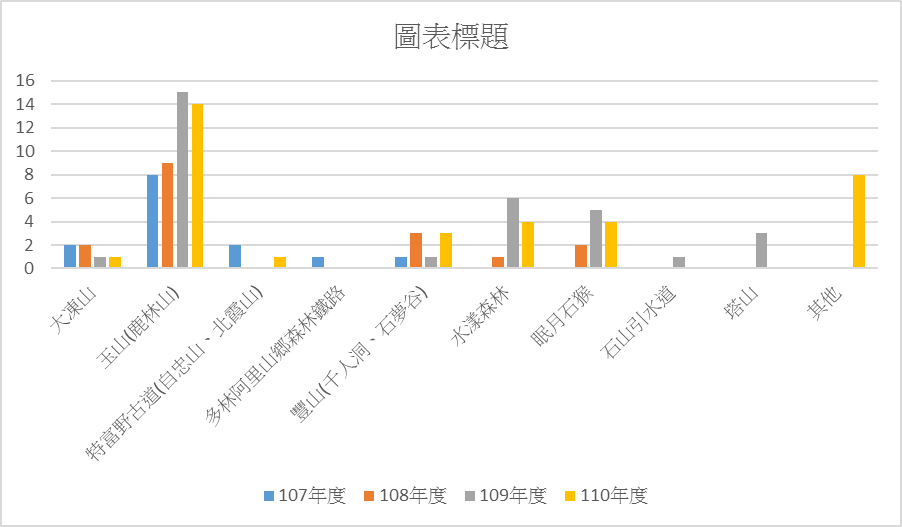 圖表標題
16
14
12
10
8
6
4
2
0
大凍山
玉山(鹿林山)
特富野古道(自忠山、北霞山)
多林阿里山鄉森林鐵路
豐山(千人洞、石夢谷)
水漾森林
眠月石猴
石山引水道
塔山
其他
107年度 108年度 109年度 110年度